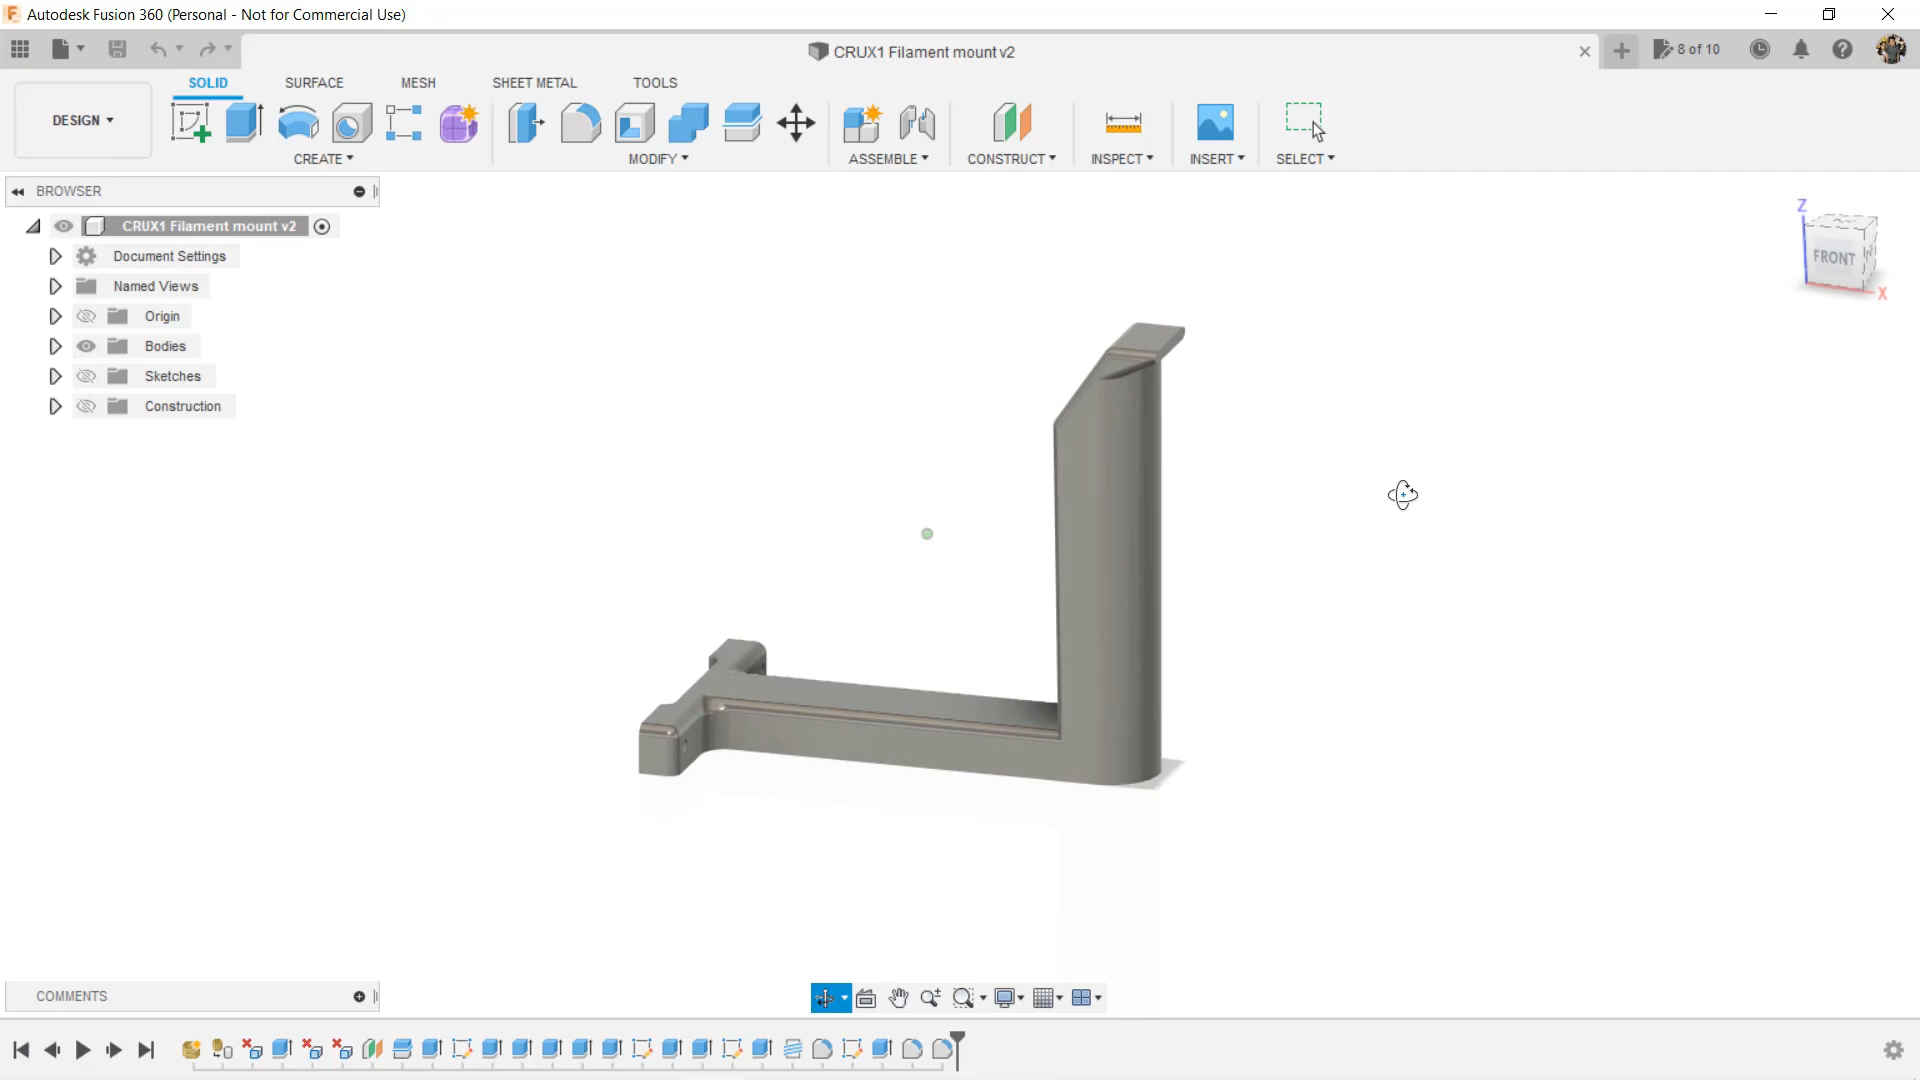 Autodesk Fusion 360 (Personal - Not for Commercial Use)
CRUX1 Filament mount v2
8 of 10
SOLID SURFACE MESH SHEET METAL TOOLS
DESIGN
CREATE MODIFY ASSEMBLE CONSTRUCT INSPECT INSERT SELECT
BROWSER
CRUX1 Filament mount v2
Document Settings
Named Views
Origin
Bodies
Sketches
Construction
Z
FRONT
X
COMMENTS